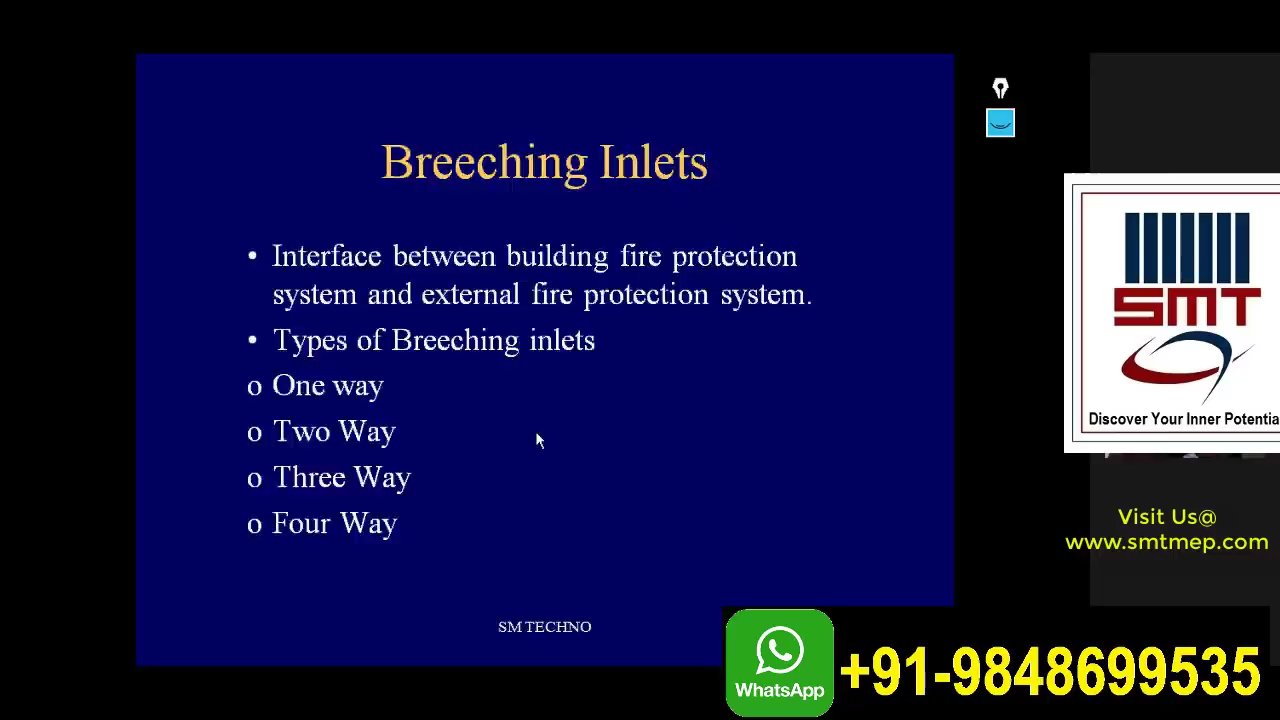 Breeching Inlets
• Interface between building fire protection
system and external fire protection system.
• Types of Breeching inlets
o One way
o Two Way
o Three Way
o Four Way
SM TECHNO
SMT
Discover Your Inner Potentia
Visit Us@
www.smtmep.com
WhatsApp
+91-9848699535